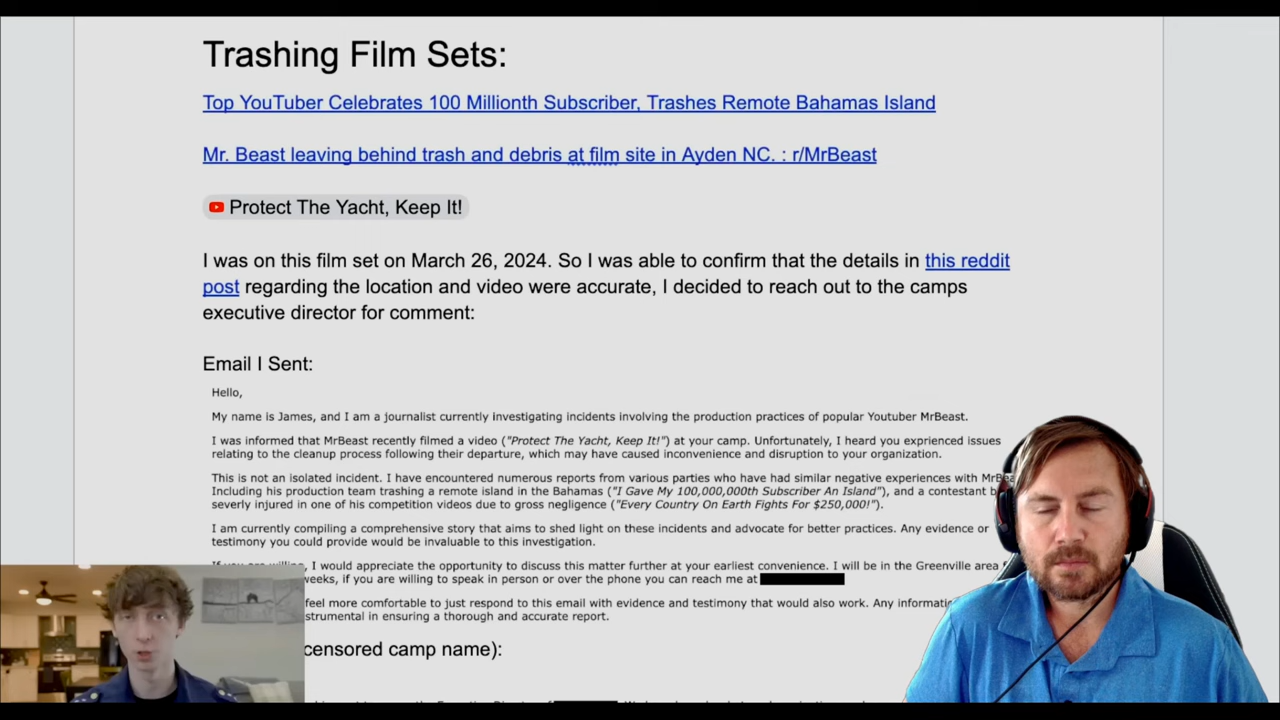 Trashing Film Sets:
Top YouTuber Celebrates 100 Millionth Subscriber, Trashes Remote Bahamas Island
Mr. Beast leaving behind trash and debris at film site in Ayden NC. : r/MrBeast
Protect The Yacht, Keep It!
I was on this film set on March 26, 2024. So I was able to confirm that the details in this reddit
post regarding the location and video were accurate, I decided to reach out to the camps
executive director for comment:
Email I Sent:
Hello,
My name is James, and I am a journalist currently investigating incidents involving the production practices of popular Youtuber MrBeast.
I was informed that MrBeast recently filmed a video ("Protect The Yacht, Keep It!") at your camp. Unfortunately, I heard you exprienced issues
relating to the cleanup process following their departure, which may have caused inconvenience and disruption to your organization.
This is not an isolated incident. I have encountered numerous reports from various parties who have had similar negative experiences with MrBea
Including his production team trashing a remote island in the Bahamas ("I Gave My 100,000,000th Subscriber An Island"), and a contestant b
severly injured in one of his competition videos due to gross negligence ("Every Country On Earth Fights For $250,000!").
I am currently compiling a comprehensive story that aims to shed light on these incidents and advocate for better practices. Any evidence or
testimony you could provide would be invaluable to this investigation.
, I would appreciate the opportunity to discuss this matter further at your earliest convenience. I will be in the Greenville area
weeks, if you are willing to speak in person or over the phone you can reach me at
feel more comfortable to just respond to this email with evidence and testimony that would also work. Any informatio
strumental in ensuring a thorough and accurate report.
censored camp name):